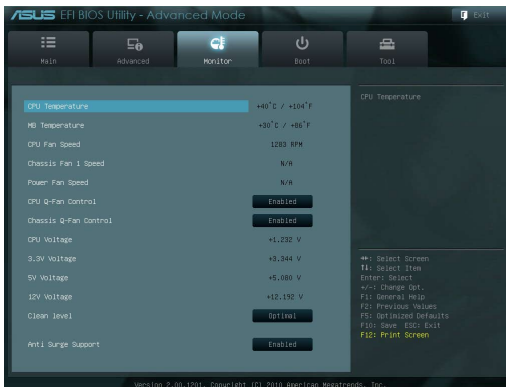 ASUS EFI BIOS Utility - Advanced Mode
Exit
Main Advanced Monitor Boot Tool
CPU Temperature +40°C / +104°F
CPU Temperature
MB Temperature +30°C / +86°F
CPU Fan Speed 1283 RPM
Chassis Fan 1 Speed N/A
Power Fan Speed N/A
CPU Q-Fan Control Enabled
Chassis Q-Fan Control Enabled
CPU Voltage +1.232 V
3.3V Voltage +3.344 V
5V Voltage +5.080 V
12V Voltage +12.192 V
Clean level Optimal
Anti Surge Support Enabled
→←: Select Screen
↑↓: Select Item
Enter: Select
+/-: Change Opt.
F1: General Help
F2: Previous Values
F5: Optimized Defaults
F10: Save ESC: Exit
F12: Print Screen
Version 2.00.1201. Copyright (C) 2010 American Megatrends, Inc.